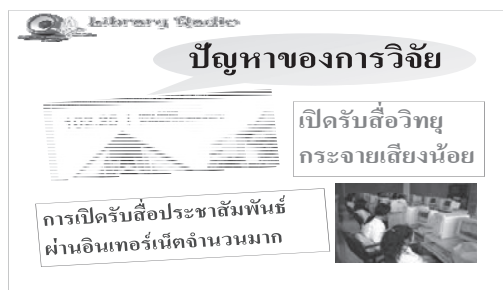 Library Radio
ปัญหาของการวิจัย
เปิดรับสื่อวิทยุ
กระจายเสียงน้อย
การเปิดรับสื่อประชาสัมพันธ์
ผ่านอินเทอร์เน็ตจำนวนมาก